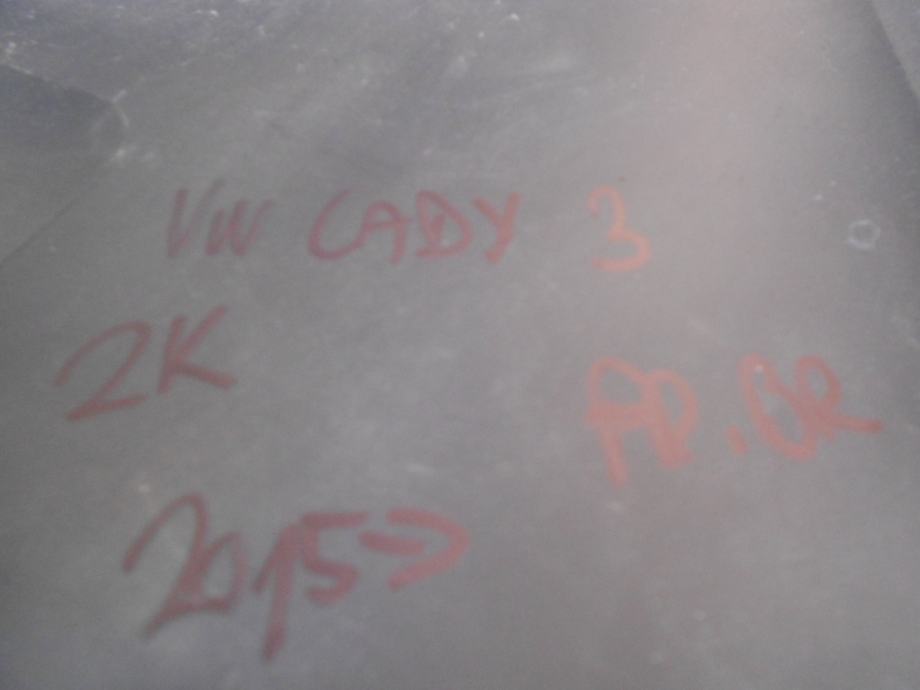 VW CADY 3
2K
PP.BR
2015=>